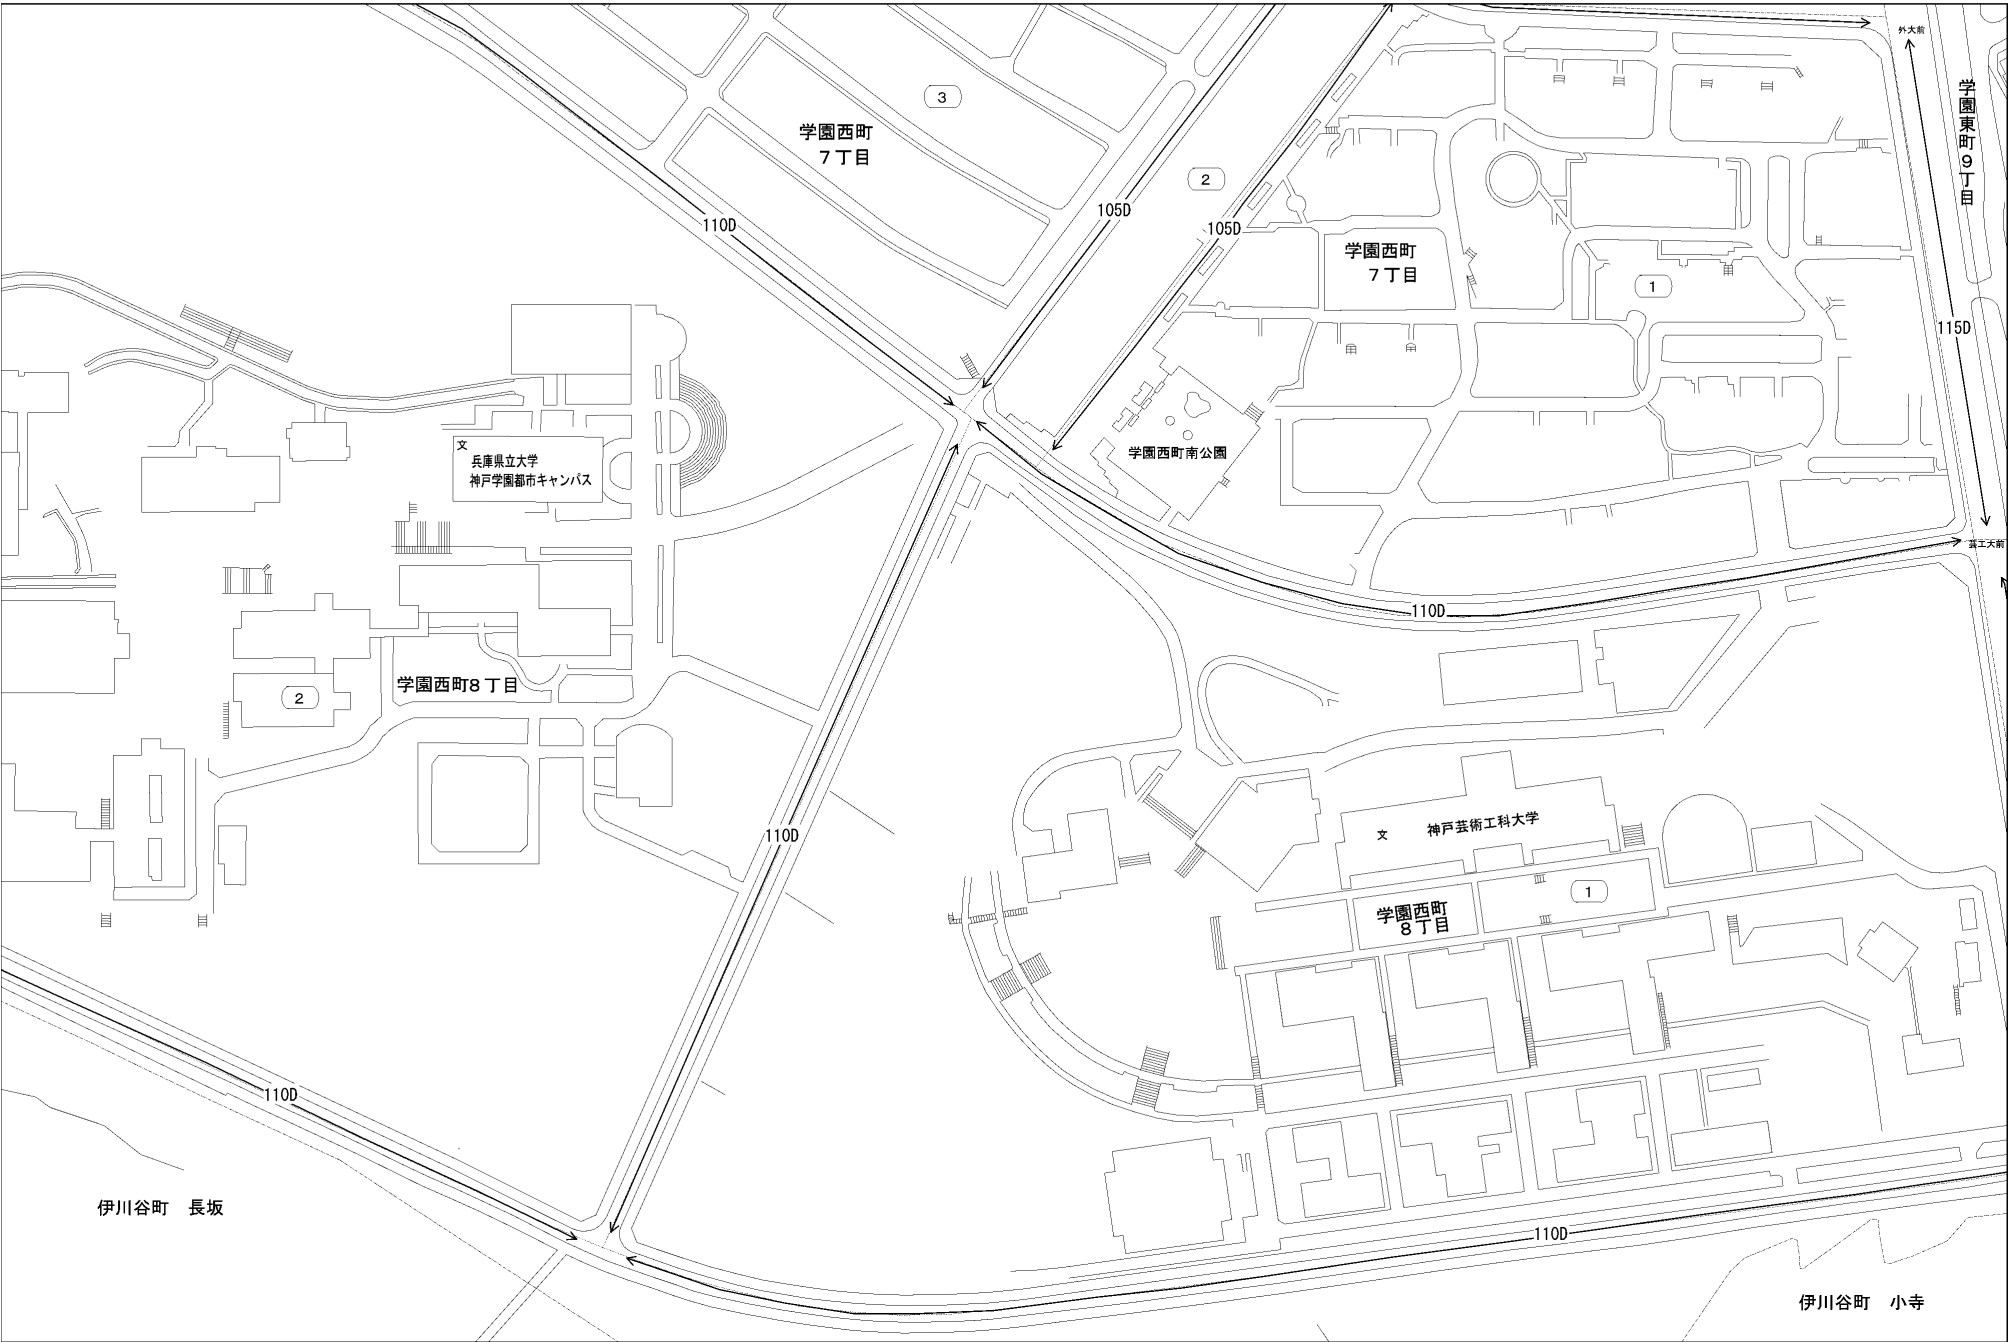 外大前
学園東町9丁目
3
学園西町
7丁目
2
110D
105D
105D
学園西町
7丁目
1
115D
文
兵庫県立大学
神戸学園都市キャンパス
学園西町南公園
芸工大前
110D
学園西町8丁目
2
110D
文
神戸芸術工科大学
1
学園西町
8丁目
110D
伊川谷町 長坂
110D
伊川谷町 小寺